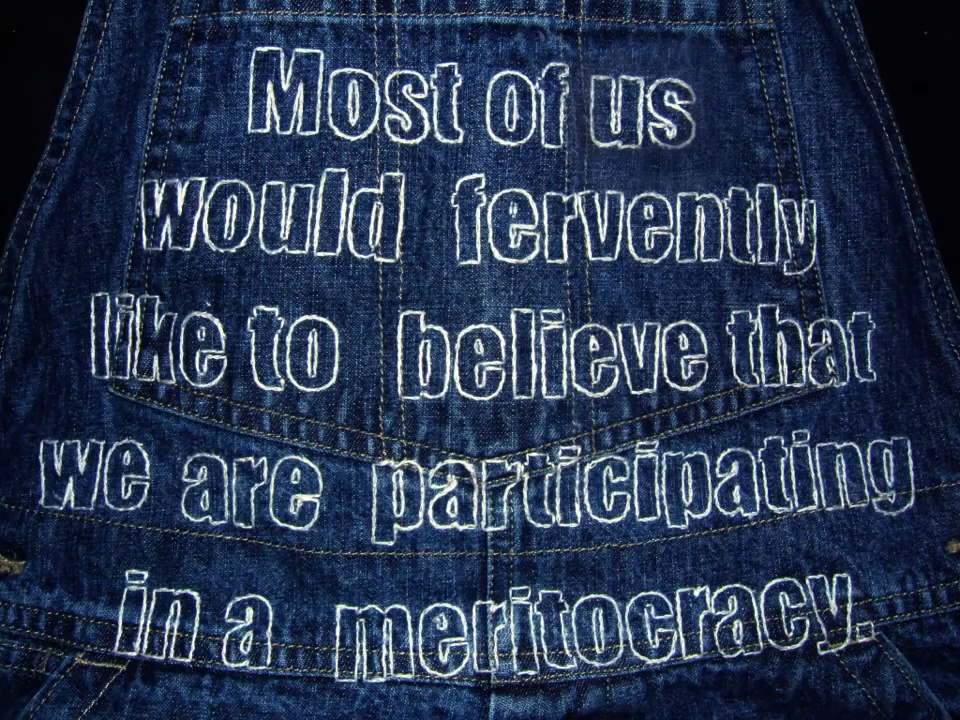 Most of us
would fervently
like to believe that
we are participating
in a meritocracy.